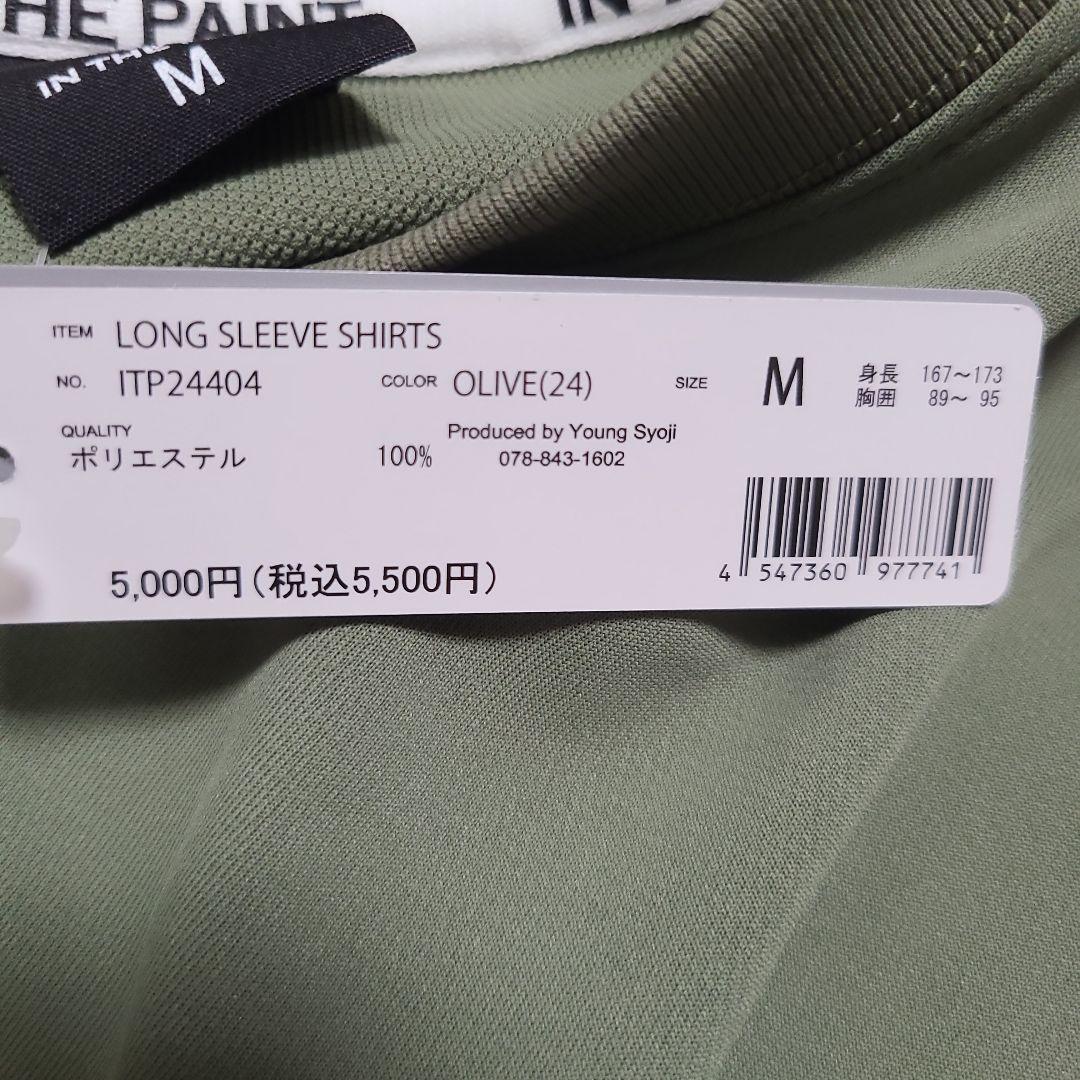 THE PAINT
IN
IN THE
M
ITEM LONG SLEEVE SHIRTS
NO. ITP24404 COLOR OLIVE(24) SIZE M 身長 167〜173
胸囲 89〜 95
QUALITY Produced by Young Syoji
ポリエステル 100% 078-843-1602
5,000円(税込5,500円)
4 547360 977741